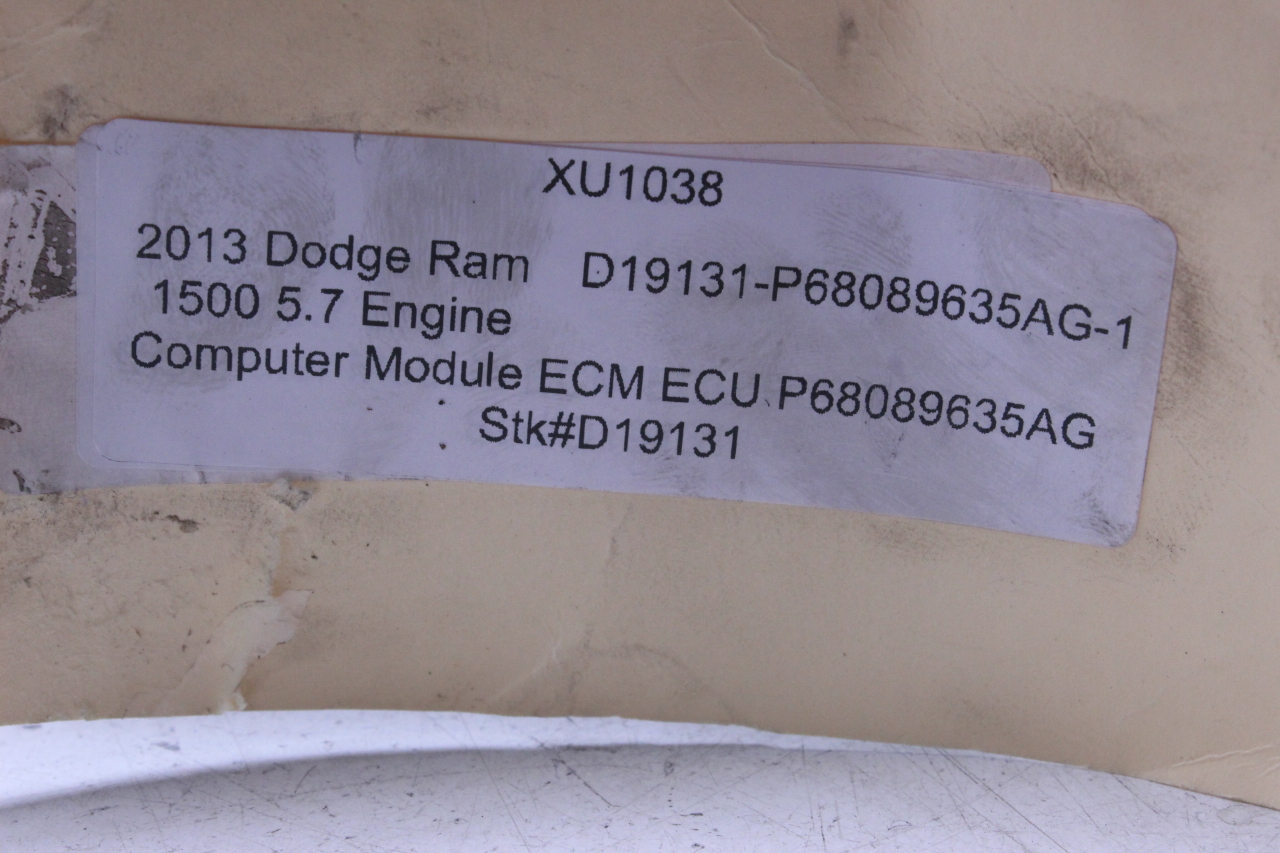 XU1038
2013 Dodge Ram D19131-P68089635AG-1
1500 5.7 Engine
Computer Module ECM ECU P68089635AG
Stk#D19131